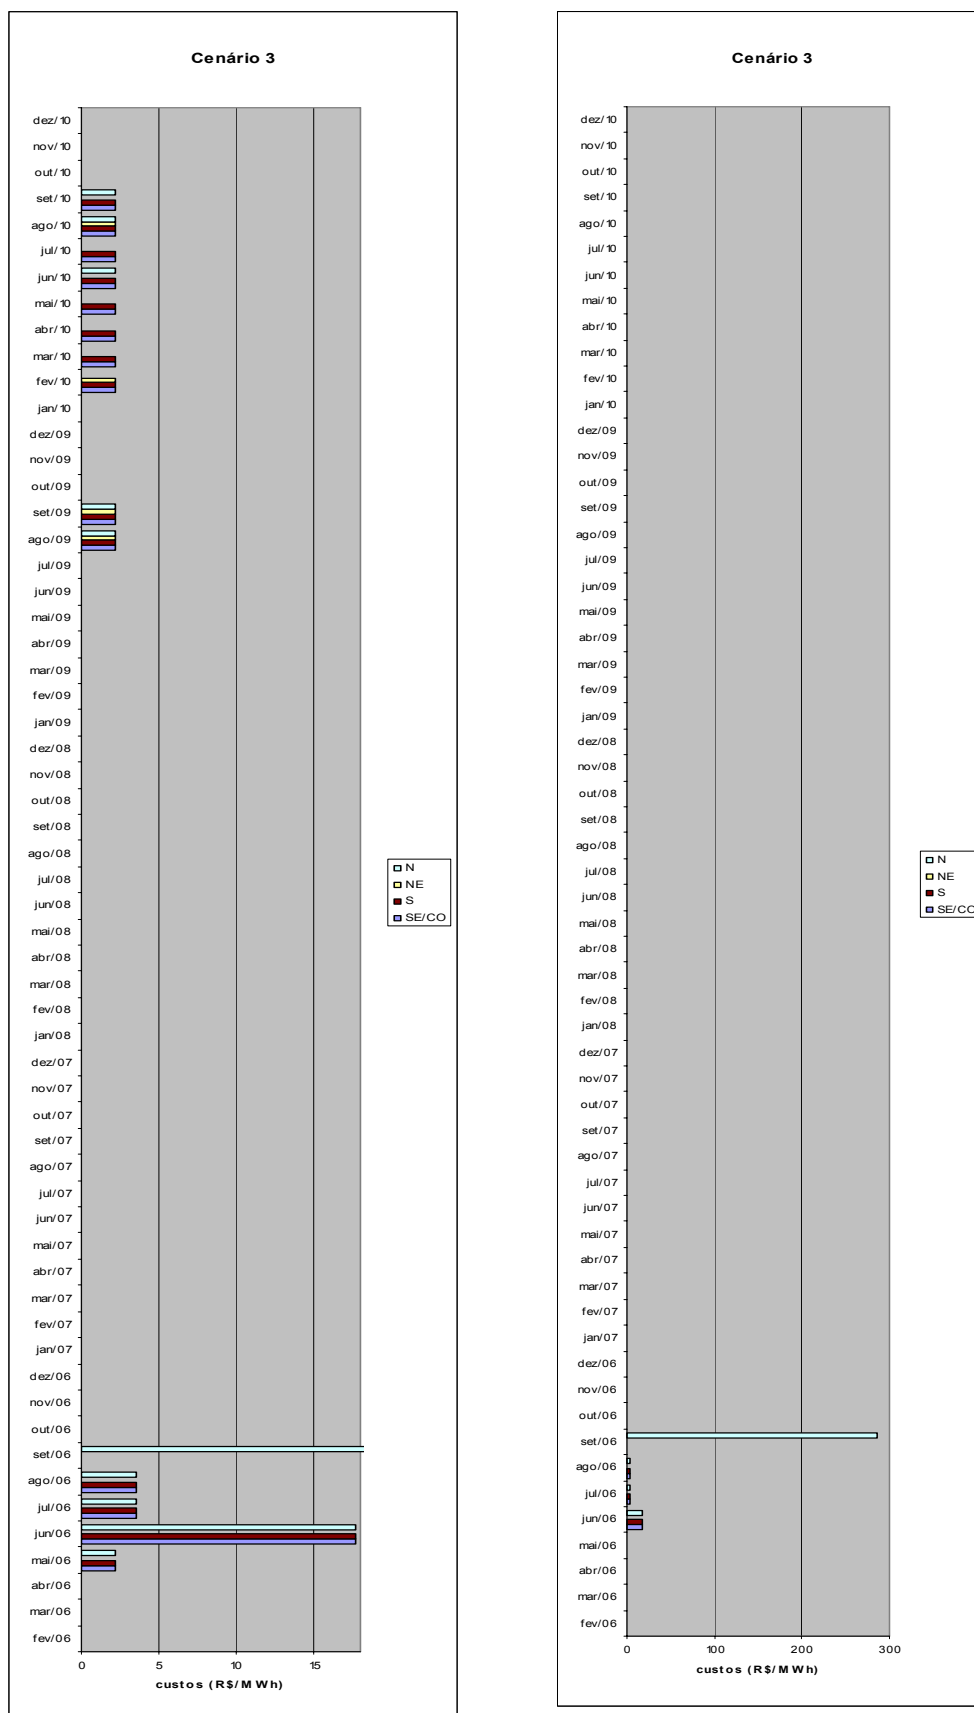 Cenário 3
dez/10
nov/10
out/10
set/10
ago/10
jul/10
jun/10
mai/10
abr/10
mar/10
fev/10
jan/10
dez/09
nov/09
out/09
set/09
ago/09
jul/09
jun/09
mai/09
abr/09
mar/09
fev/09
jan/09
dez/08
nov/08
out/08
set/08
ago/08
jul/08
jun/08
mai/08
abr/08
mar/08
fev/08
jan/08
dez/07
nov/07
out/07
set/07
ago/07
jul/07
jun/07
mai/07
abr/07
mar/07
fev/07
jan/07
dez/06
nov/06
out/06
set/06
ago/06
jul/06
jun/06
mai/06
abr/06
mar/06
fev/06
0 5 10 15
custos (R$/MWh)
N
NE
S
SE/CO
Cenário 3
dez/10
nov/10
out/10
set/10
ago/10
jul/10
jun/10
mai/10
abr/10
mar/10
fev/10
jan/10
dez/09
nov/09
out/09
set/09
ago/09
jul/09
jun/09
mai/09
abr/09
mar/09
fev/09
jan/09
dez/08
nov/08
out/08
set/08
ago/08
jul/08
jun/08
mai/08
abr/08
mar/08
fev/08
jan/08
dez/07
nov/07
out/07
set/07
ago/07
jul/07
jun/07
mai/07
abr/07
mar/07
fev/07
jan/07
dez/06
nov/06
out/06
set/06
ago/06
jul/06
jun/06
mai/06
abr/06
mar/06
fev/06
0 100 200 300
custos (R$/MWh)
N
NE
S
SE/CO